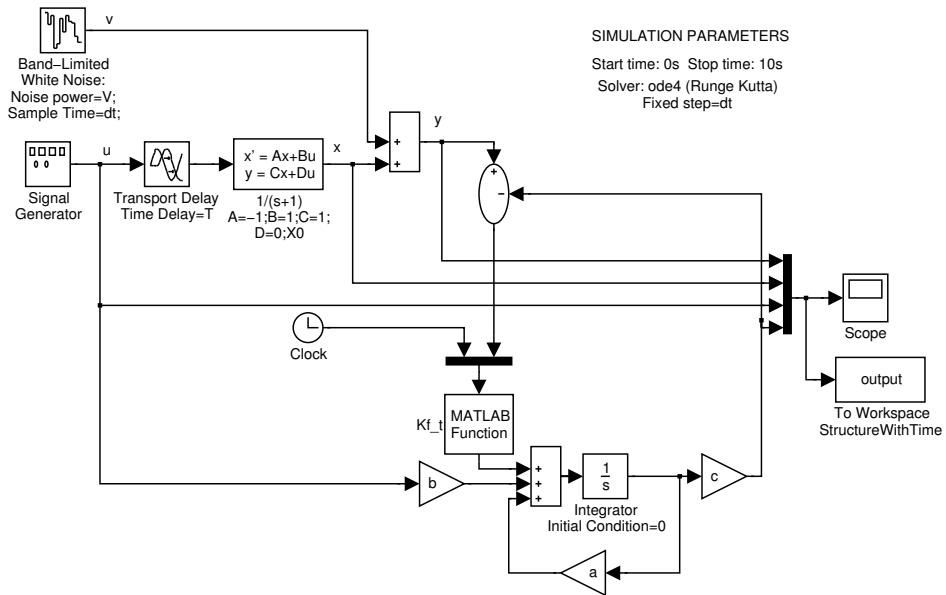 v
SIMULATION PARAMETERS
Start time: 0s Stop time: 10s
Solver: ode4 (Runge Kutta)
Fixed step=dt
Band−Limited
White Noise:
Noise power=V;
Sample Time=dt;
u
x' = Ax+Bu
y = Cx+Du
x
+
+
y
+
−
Signal
Generator
Transport Delay
Time Delay=T
1/(s+1)
A=−1;B=1;C=1;
D=0;X0
Clock
Scope
output
To Workspace
StructureWithTime
Kf_t
MATLAB
Function
b
+
+
+
1
s
c
Integrator
Initial Condition=0
a